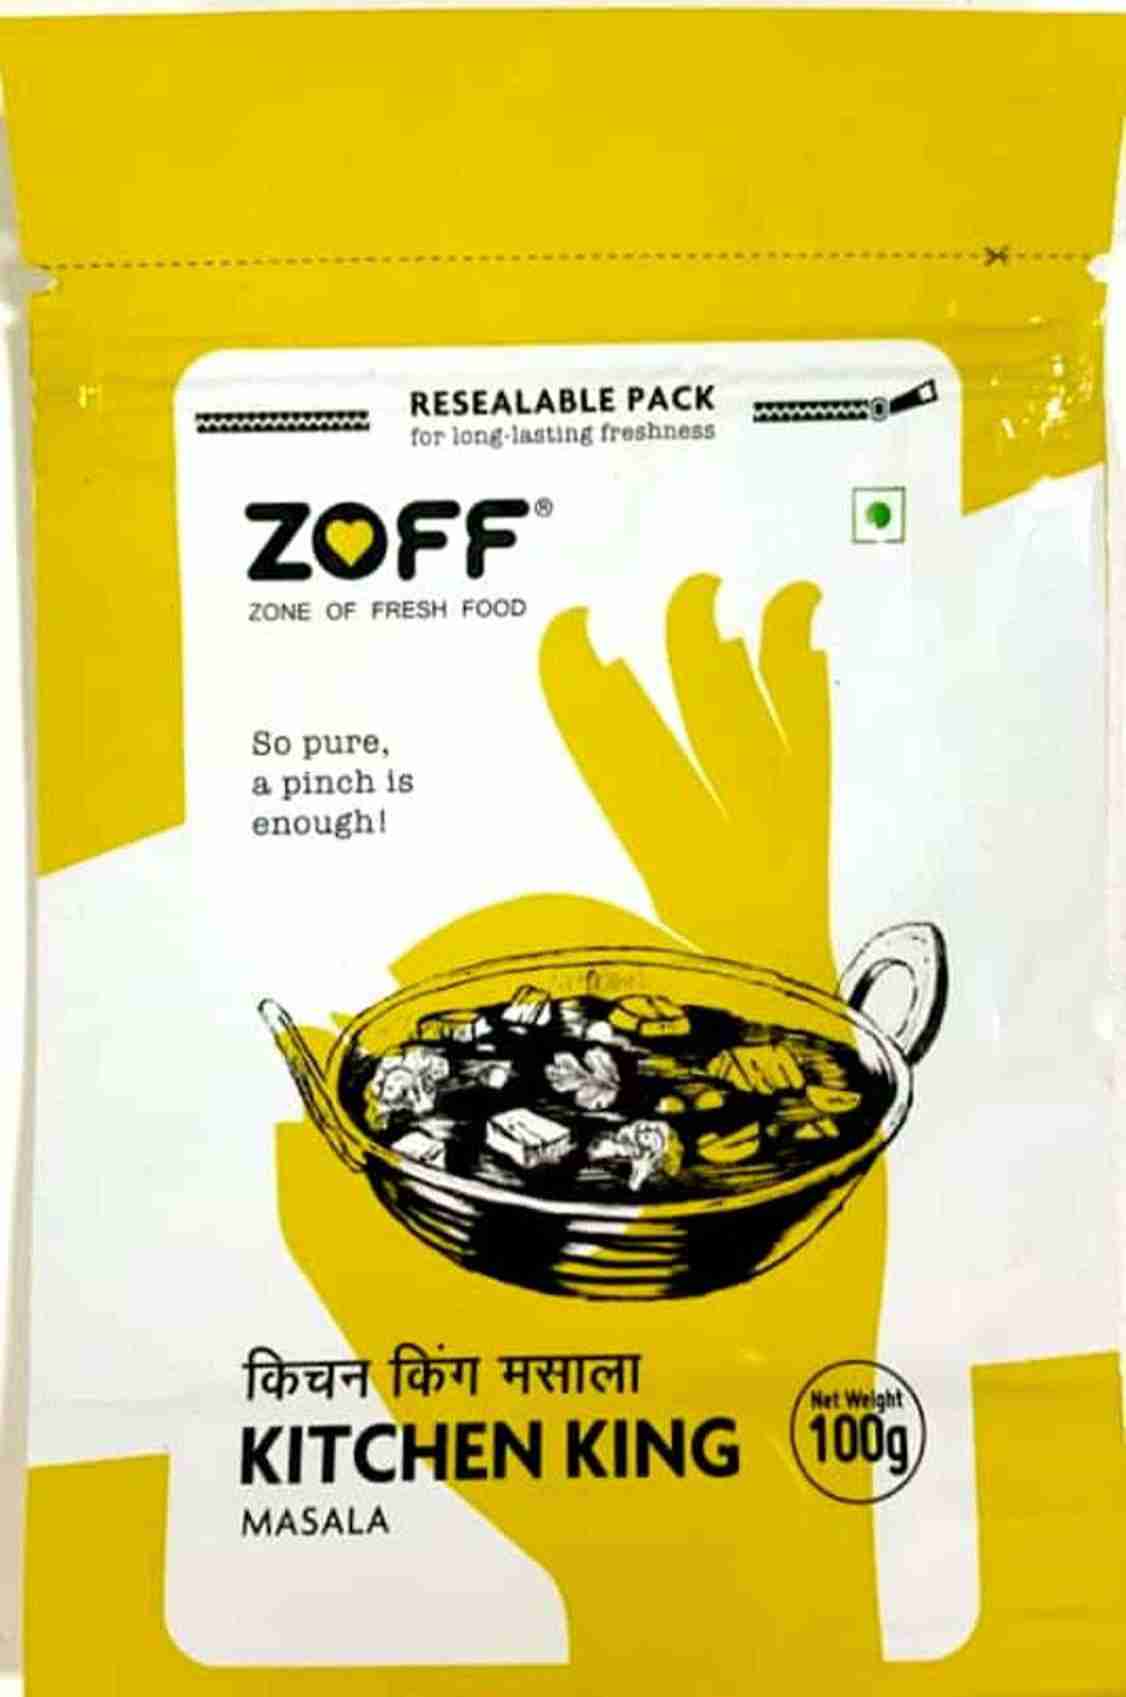 RESEALABLE PACK
for long-lasting freshness
ZOFF®
ZONE OF FRESH FOOD
So pure,
a pinch is
enough!
किचन किंग मसाला
KITCHEN KING
MASALA
Net Weight
100g